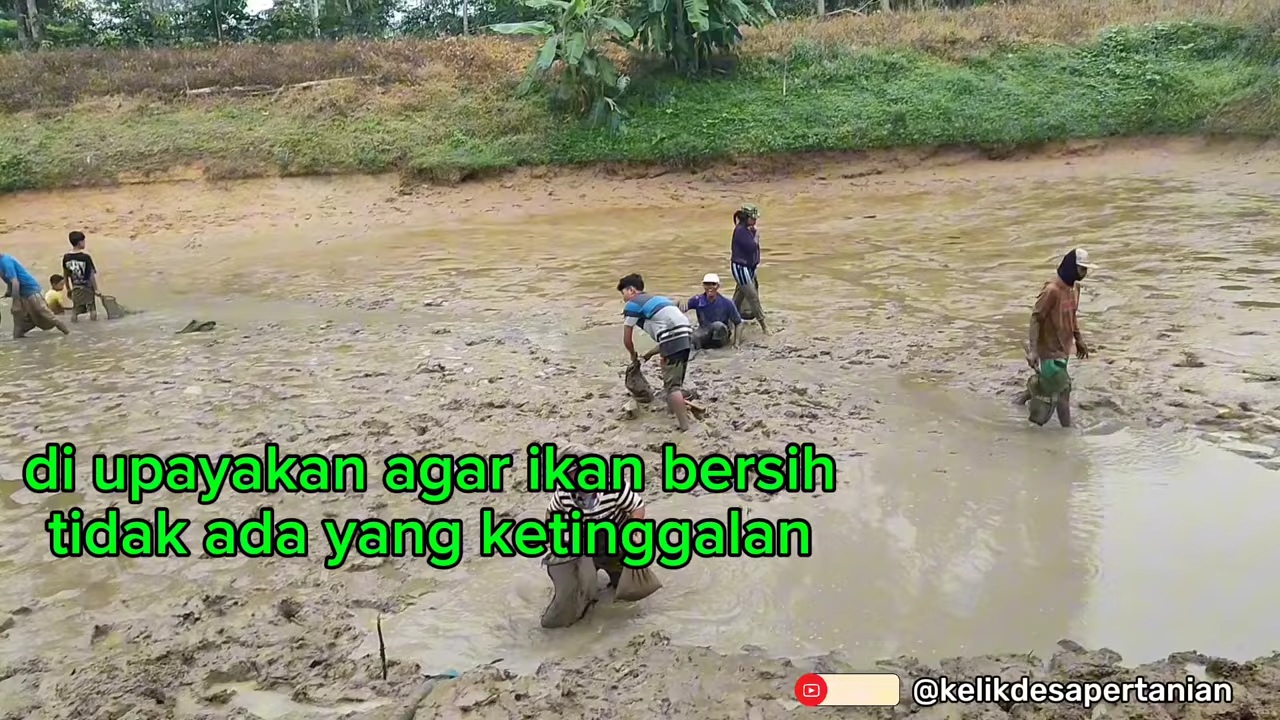 di upayakan agar ikan bersih
tidak ada yang ketinggalan
@kelikdesapertanian